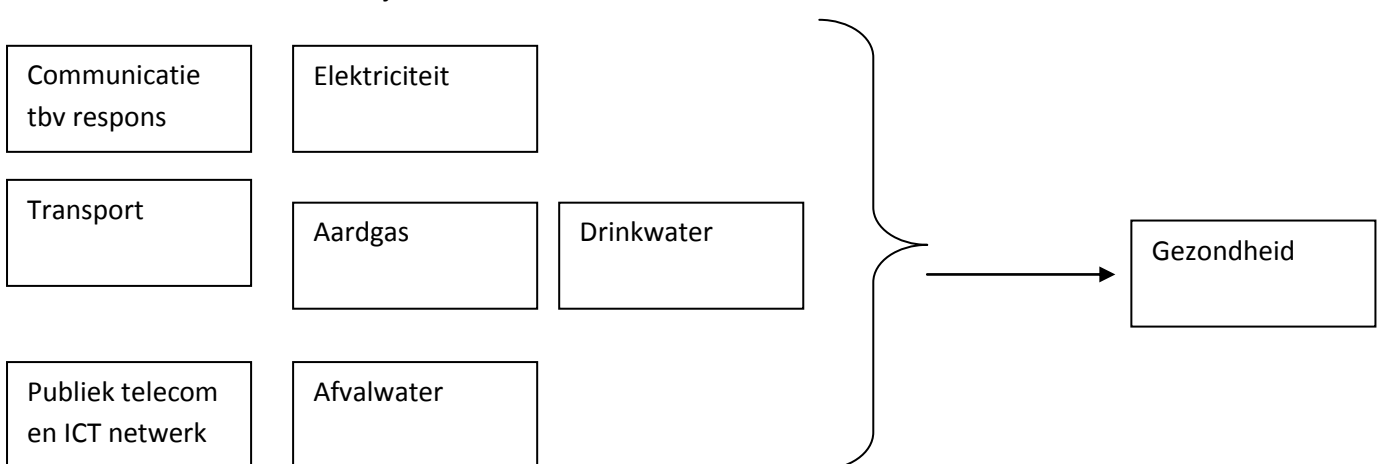 Communicatie
tbv respons
Elektriciteit
Transport
Aardgas
Drinkwater
Gezondheid
Publiek telecom
en ICT netwerk
Afvalwater